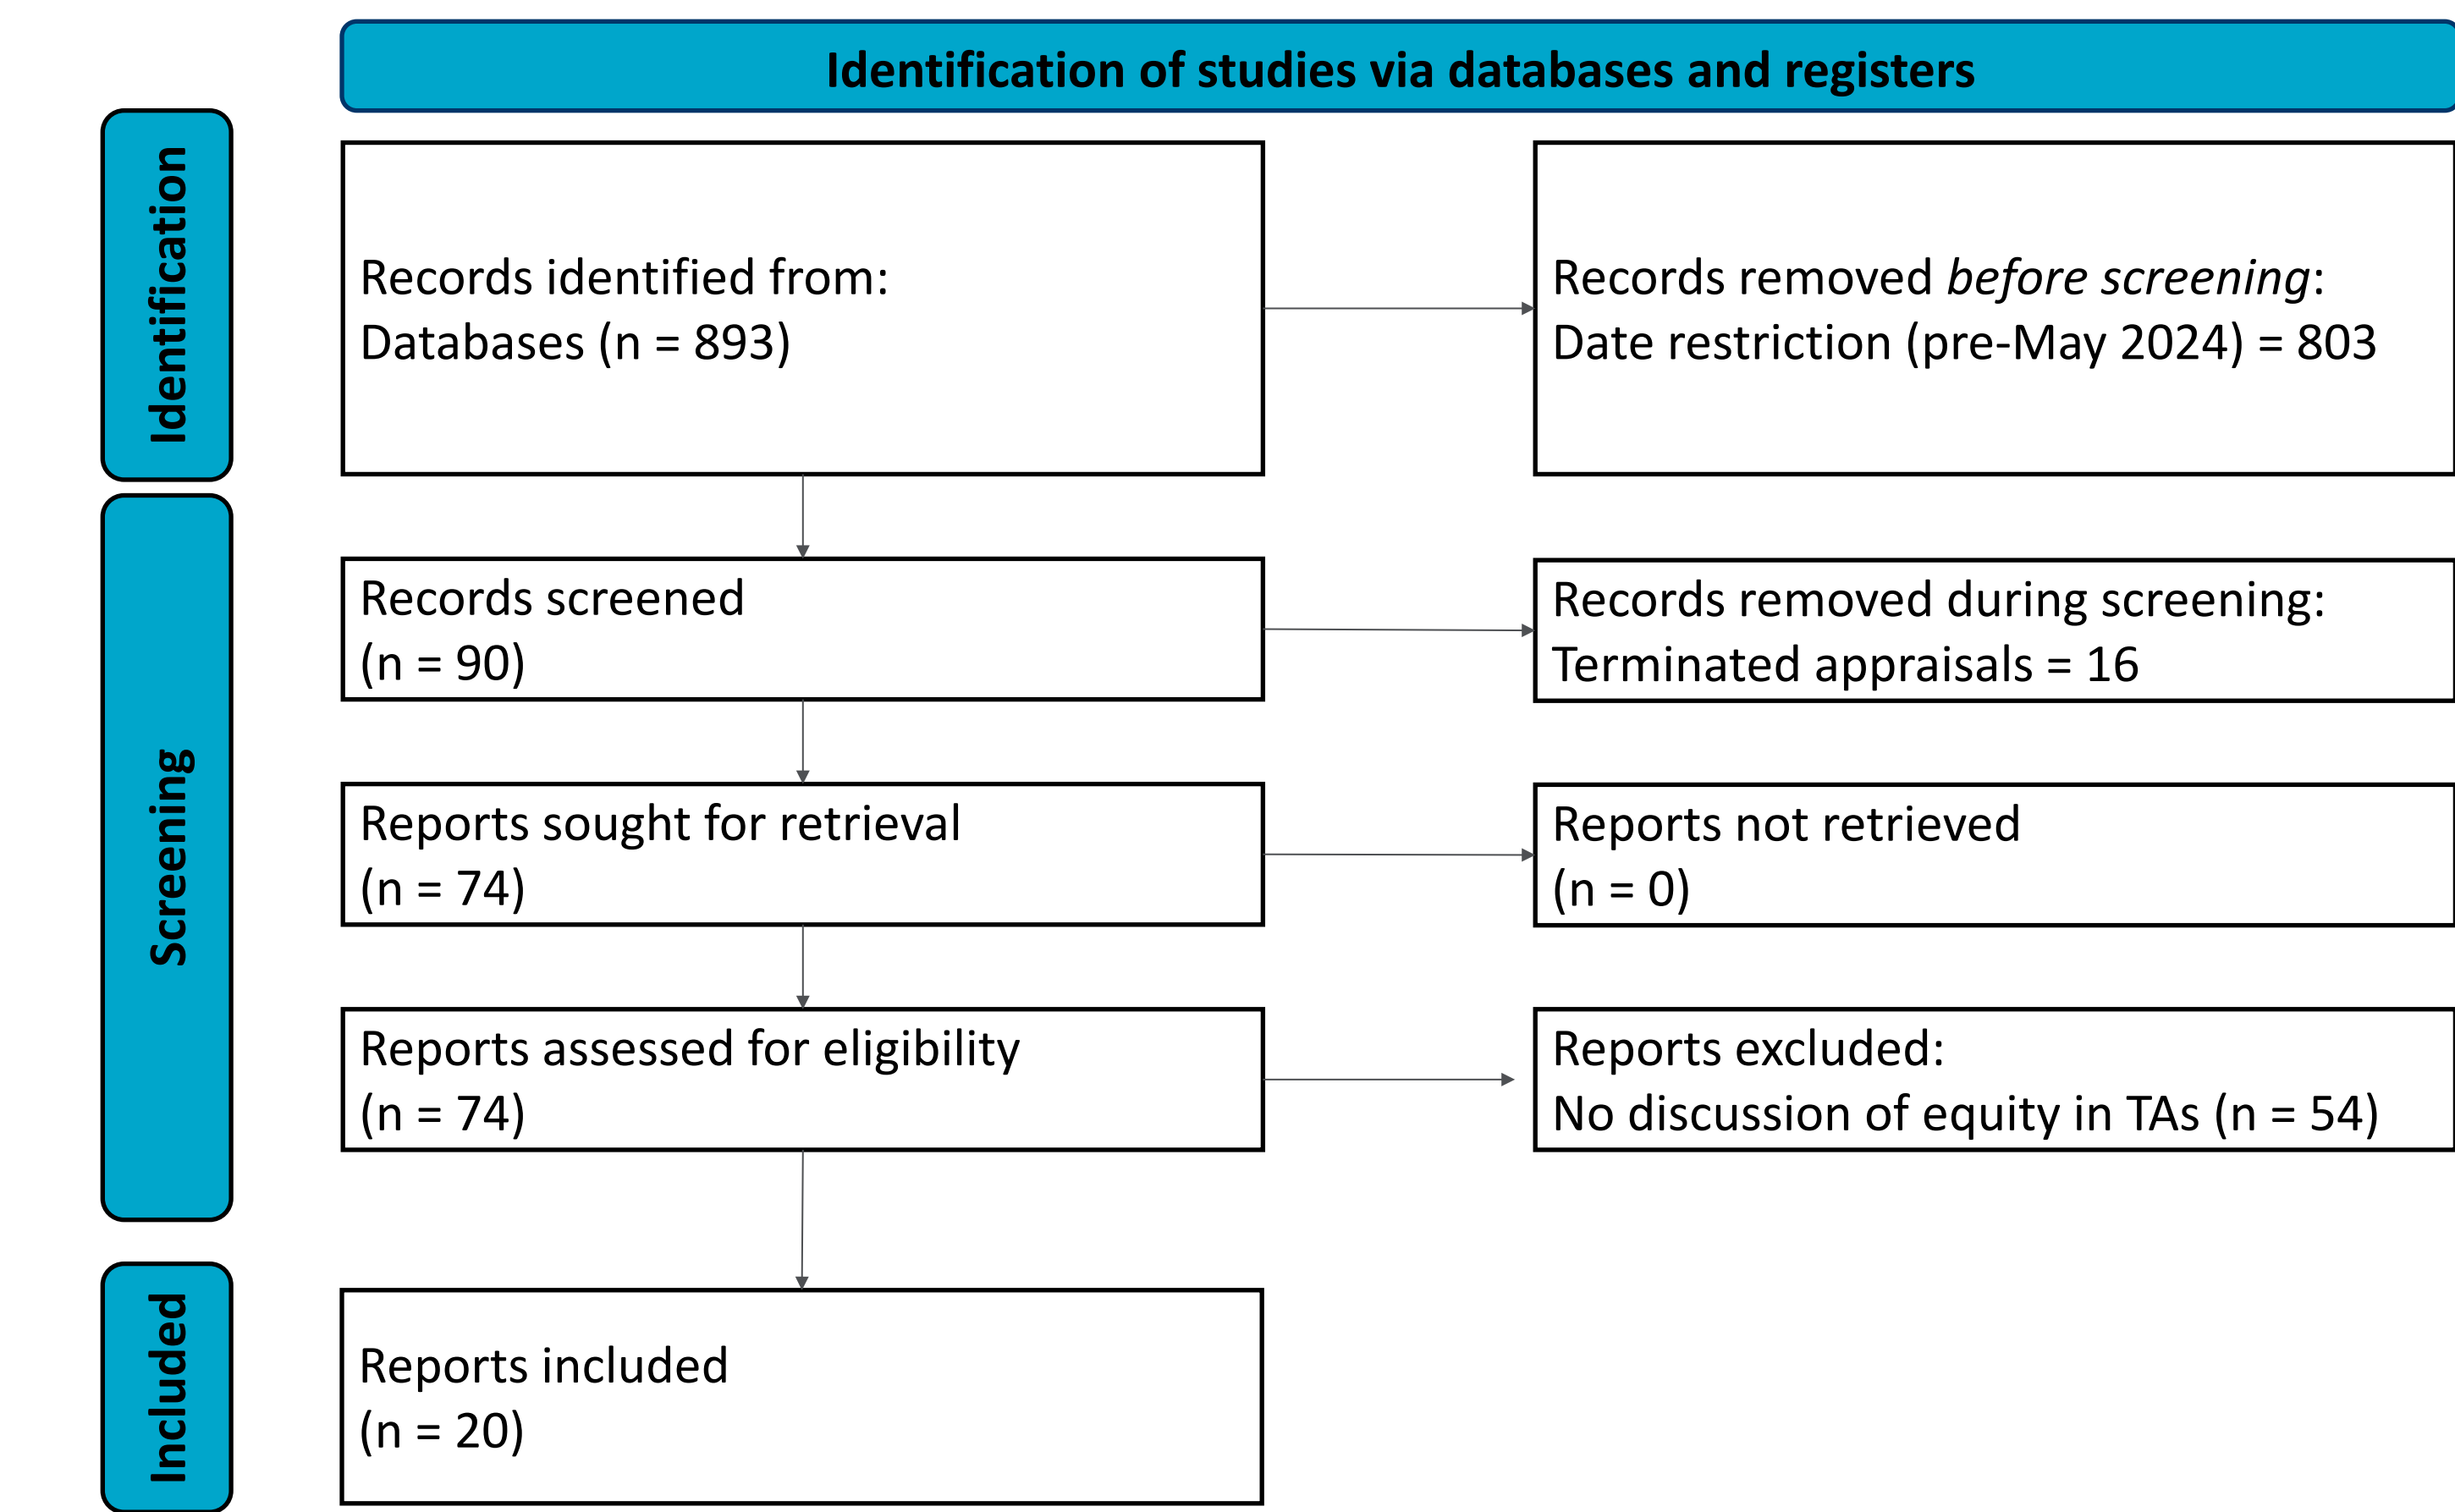 Identification of studies via databases and registers
Identification
Records identified from:
Databases (n = 893)
Records removed before screening:
Date restriction (pre-May 2024) = 803
Screening
Records screened
(n = 90)
Records removed during screening:
Terminated appraisals = 16
Reports sought for retrieval
(n = 74)
Reports not retrieved
(n = 0)
Reports assessed for eligibility
(n = 74)
Reports excluded:
No discussion of equity in TAs (n = 54)
Included
Reports included
(n = 20)